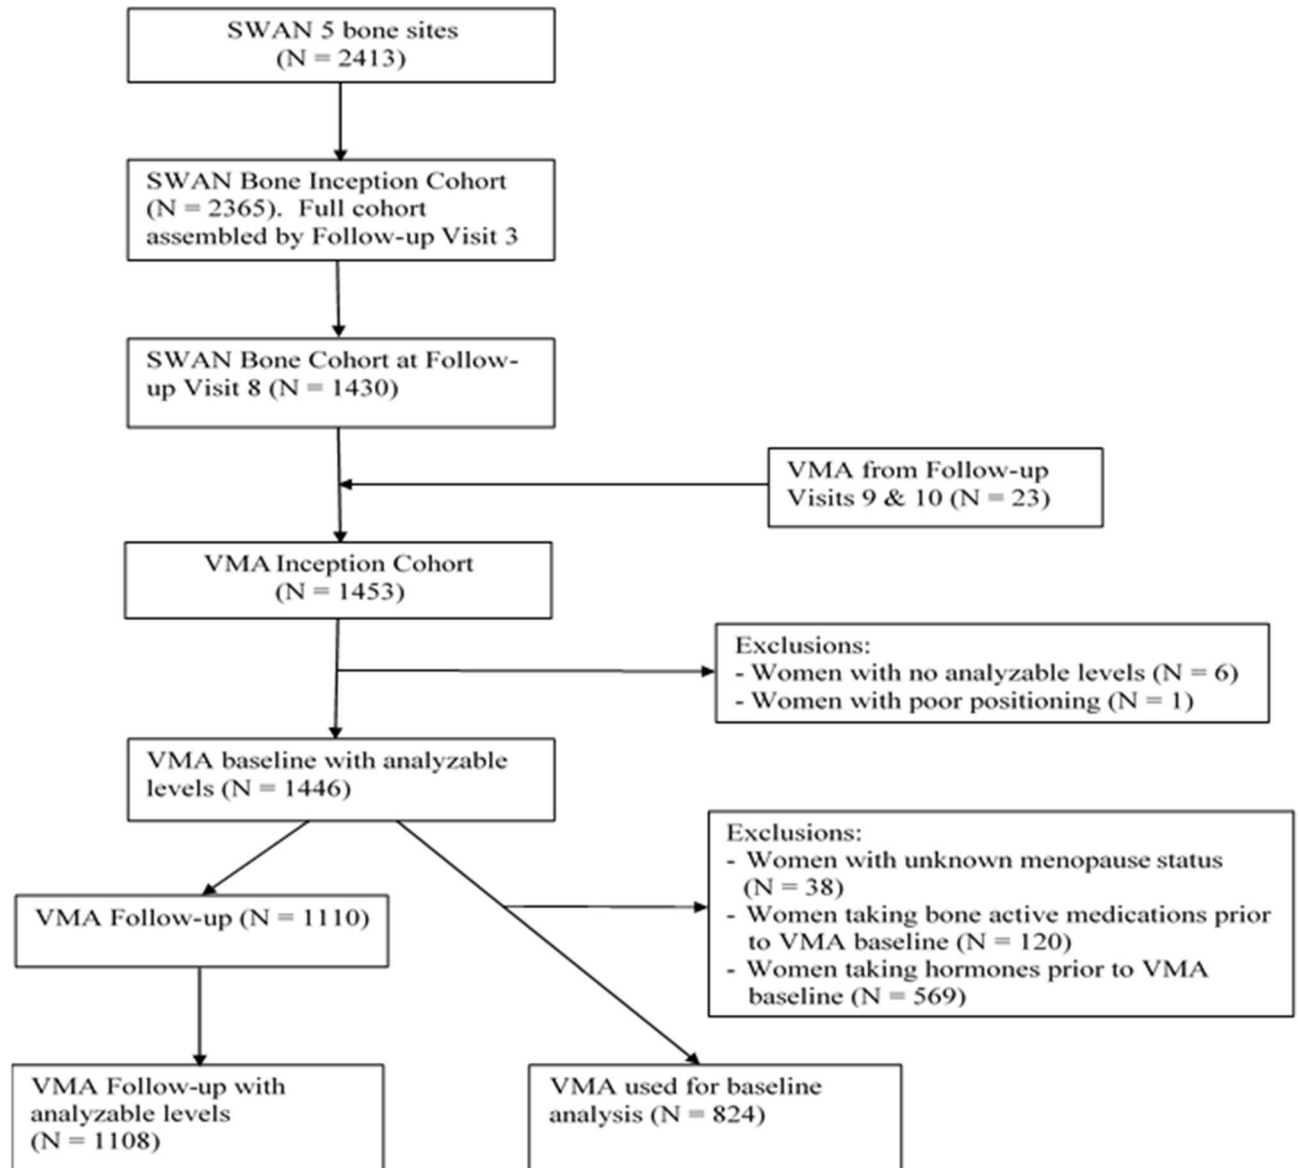 SWAN 5 bone sites
(N = 2413)
SWAN Bone Inception Cohort
(N = 2365).  Full cohort
assembled by Follow-up Visit 3
SWAN Bone Cohort at Follow-
up Visit 8 (N = 1430)
VMA from Follow-up
Visits 9 & 10 (N = 23)
VMA Inception Cohort
(N = 1453)
Exclusions:
- Women with no analyzable levels (N = 6)
- Women with poor positioning (N = 1)
VMA baseline with analyzable
levels (N = 1446)
Exclusions:
- Women with unknown menopause status
(N = 38)
- Women taking bone active medications prior
to VMA baseline (N = 120)
- Women taking hormones prior to VMA
baseline (N = 569)
VMA Follow-up (N = 1110)
VMA Follow-up with
analyzable levels
(N = 1108)
VMA used for baseline
analysis (N = 824)